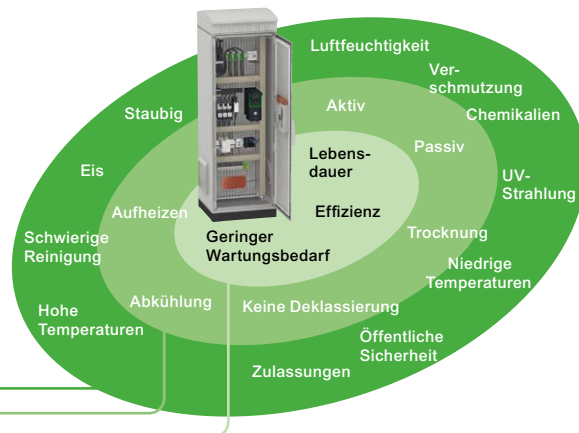 Luftfeuchtigkeit
Ver-
schmutzung
Staubig
Aktiv
Chemikalien
Passiv
Lebens-
dauer
Eis
UV-
Strahlung
Aufheizen
Effizienz
Schwierige
Reinigung
Geringer
Wartungsbedarf
Trocknung
Niedrige
Temperaturen
Hohe
Temperaturen
Abkühlung
Keine Deklassierung
Öffentliche
Sicherheit
Zulassungen